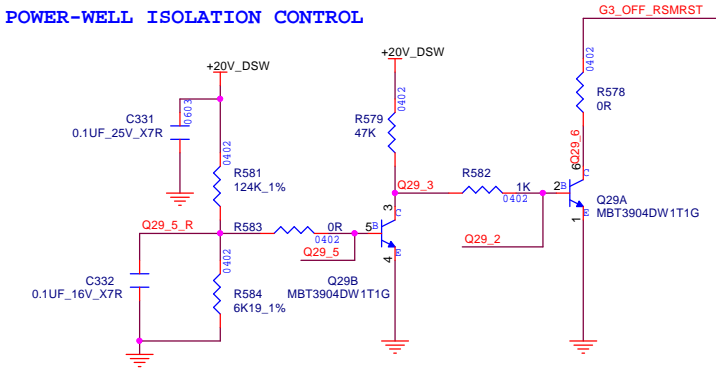 POWER-WELL ISOLATION CONTROL
G3_OFF_RSMRST
+20V_DSW
+20V_DSW
0402
C331
0.1UF_25V_X7R
0603
R578
0R
0402
R579
47K
Q29_6
0402
R581
124K_1%
6
C
Q29_3
R582
1K
0402
2
B
Q29A
MBT3904DW1T1G
E
1
3
C
Q29_5_R
R583
0R
0402
5
B
Q29_5
E
4
Q29_2
0402
C332
0.1UF_16V_X7R
R584
6K19_1%
Q29B
MBT3904DW1T1G